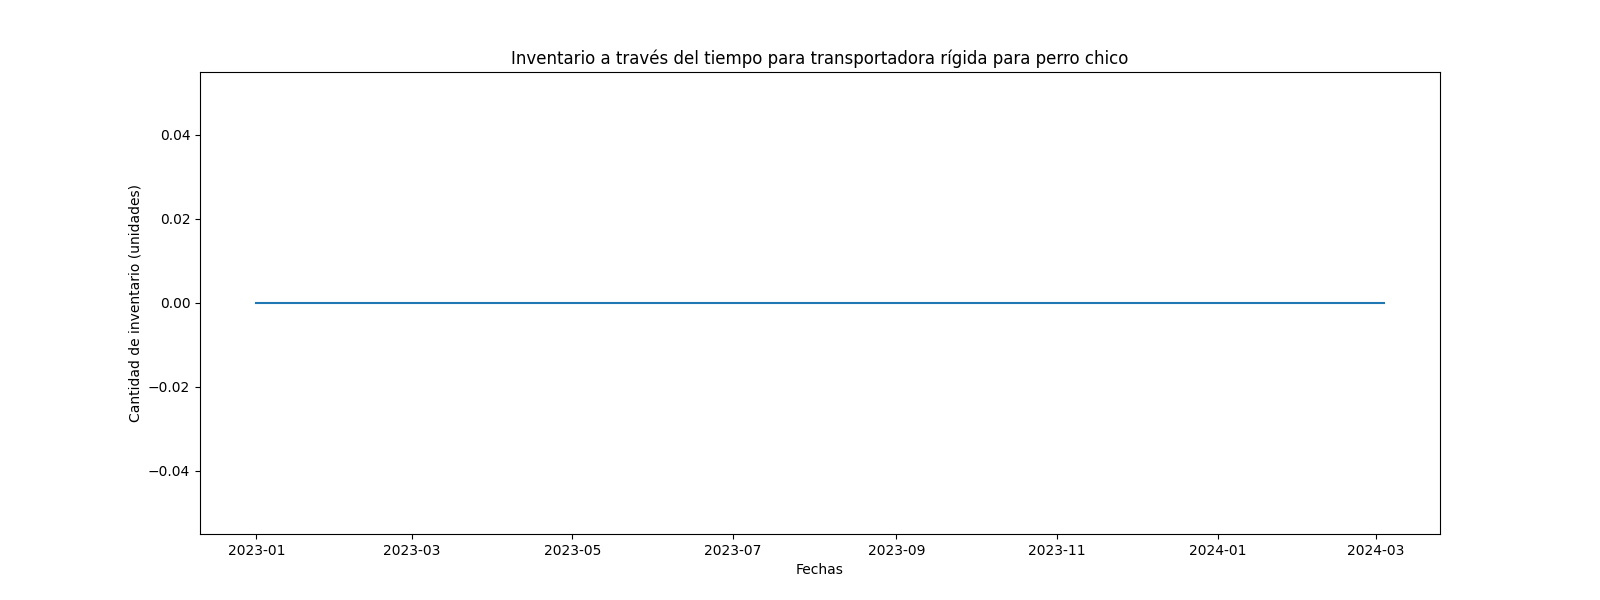 Inventario a través del tiempo para transportadora rígida para perro chico
Cantidad de inventario (unidades)
0.04
0.02
0.00
−0.02
−0.04
2023-01 2023-03 2023-05 2023-07 2023-09 2023-11 2024-01 2024-03
Fechas